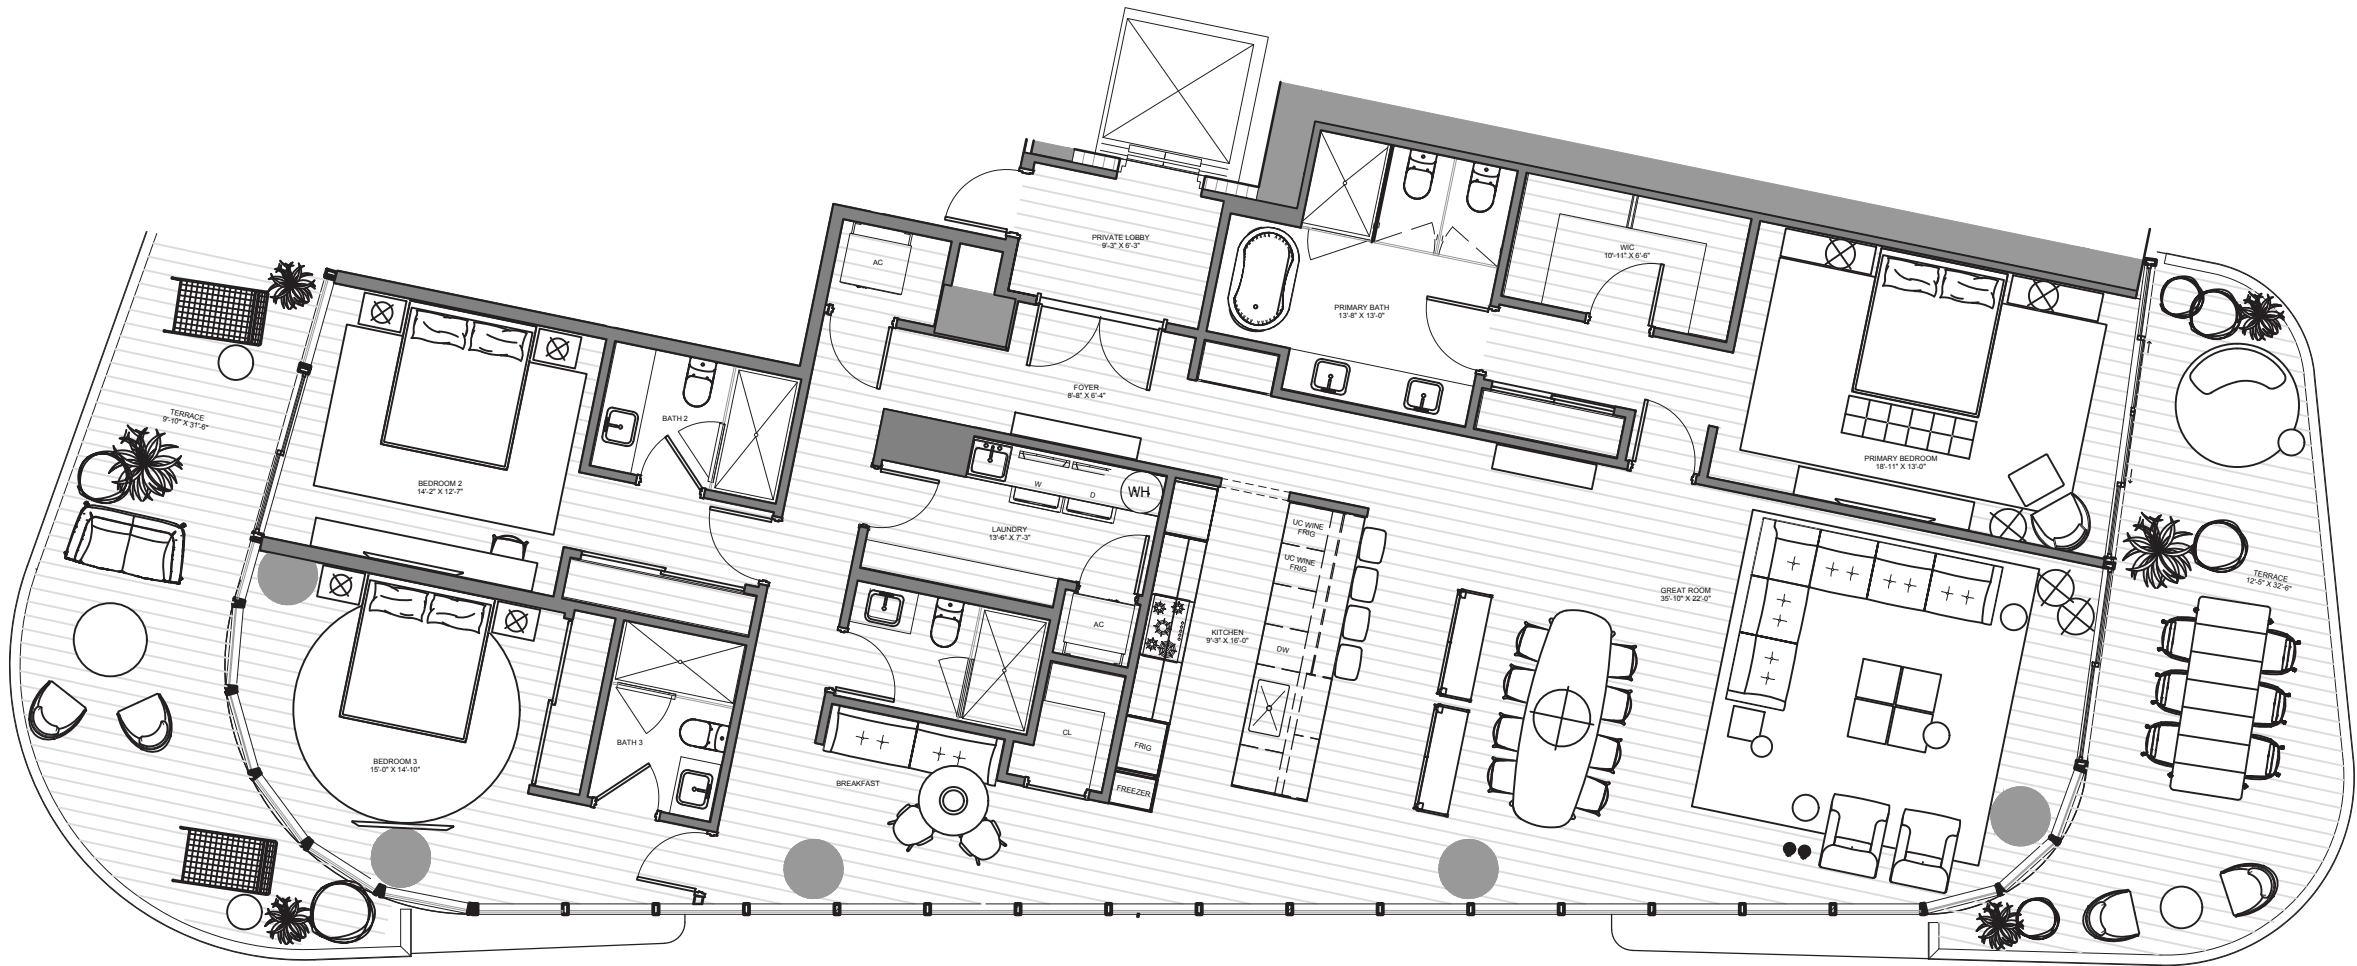 PRIVATE LOBBY
9'-3" X 6'-3"
AC
WIC
10'-11" X 6'-6"
PRIMARY BATH
13'-8" X 13'-0"
FOYER
8'-8" X 6'-4"
TERRACE
9'-10" X 31'-6"
BATH 2
BEDROOM 2
14'-2" X 12'-7"
PRIMARY BEDROOM
18'-11" X 13'-0"
W
D
WH
LAUNDRY
13'-6" X 7'-3"
UC WINE
FRIG
UC WINE
FRIG
TERRACE
12'-5" X 32'-6"
GREAT ROOM
35'-10" X 22'-0"
AC
KITCHEN
9'-3" X 16'-0"
DW
BATH 3
CL
FRIG
BEDROOM 3
15'-0" X 14'-10"
BREAKFAST
FREEZER